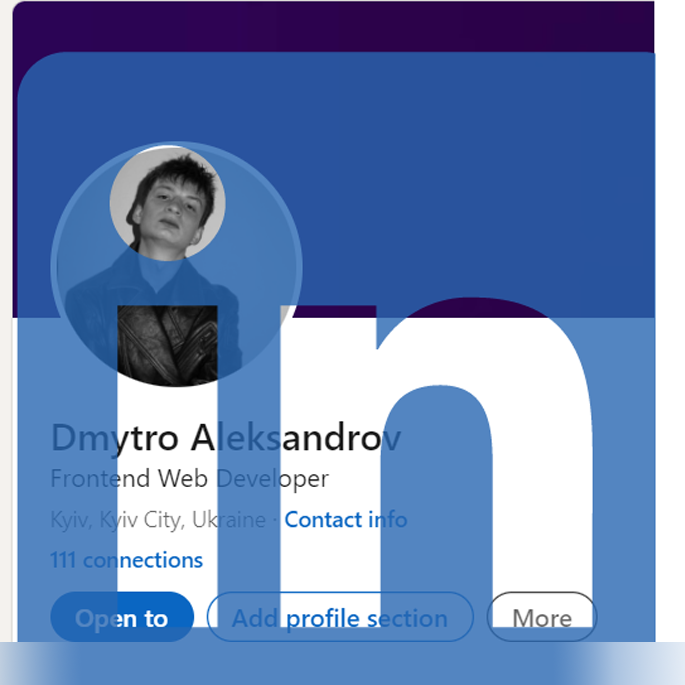 in
Dmytro Aleksandrov
Frontend Web Developer
Kyiv, Kyiv City, Ukraine · Contact info
111 connections
Open to Add profile section More